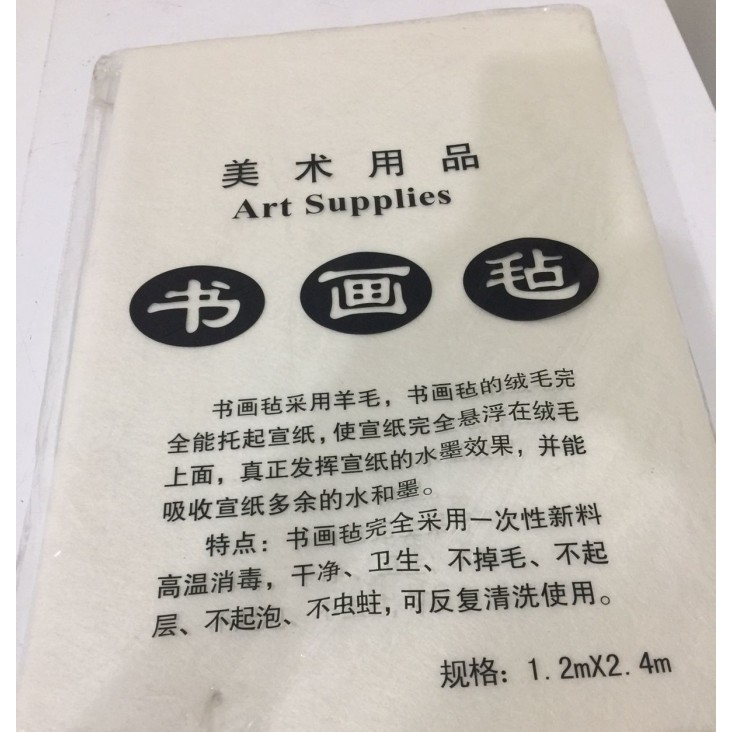 美术用品
Art Supplies
书画毡
书画毡采用羊毛，书画毡的绒毛完
全能托起宣纸，使宣纸完全悬浮在绒毛
上面，真正发挥宣纸的水墨效果，并能
吸收宣纸多余的水和墨。
特点：书画毡完全采用一次性新料
高温消毒，干净、卫生、不掉毛、不起
层、不起泡、不虫蛀，可反复清洗使用。
规格：1.2mX2.4m